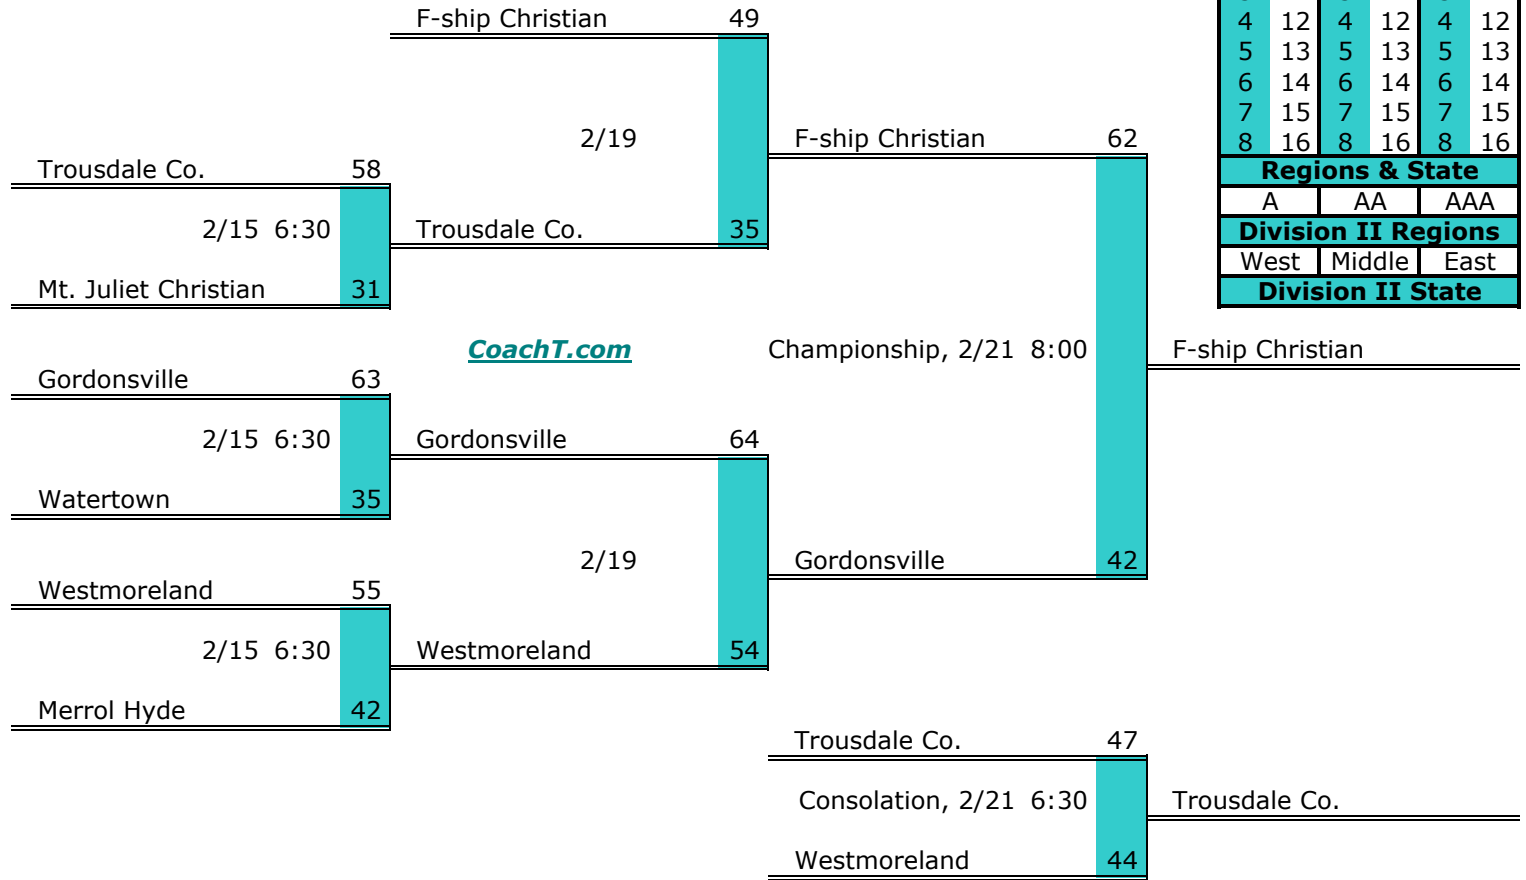 F-ship Christian 49
4 12 4 12 4 12
5 13 5 13 5 13
6 14 6 14 6 14
7 15 7 15 7 15
2/19 F-ship Christian 62
8 16 8 16 8 16
Trousdale Co. 58
Regions & State
A AA AAA
2/15 6:30 Trousdale Co. 35
Division II Regions
West Middle East
Mt. Juliet Christian 31
Division II State
CoachT.com Championship, 2/21 8:00 F-ship Christian
Gordonsville 63
2/15 6:30 Gordonsville 64
Watertown 35
2/19 Gordonsville 42
Westmoreland 55
2/15 6:30 Westmoreland 54
Merrol Hyde 42
Trousdale Co. 47
Consolation, 2/21 6:30 Trousdale Co.
Westmoreland 44